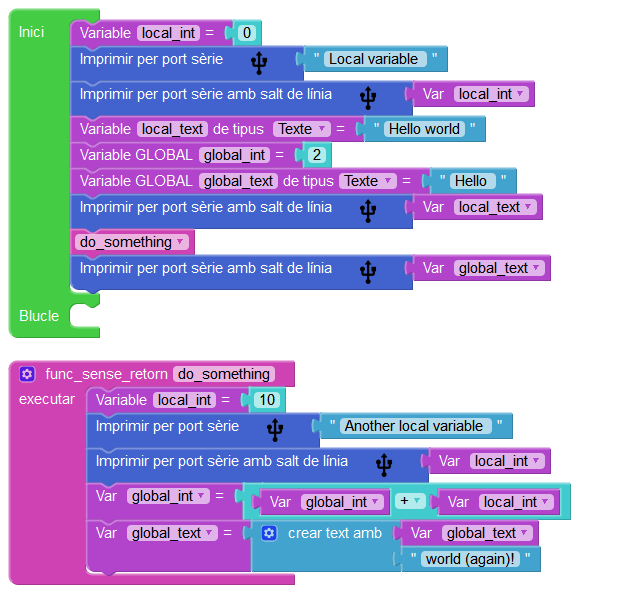 Inici
Variable local_int = 0
Imprimir per port sèrie " Local variable "
Imprimir per port sèrie amb salt de línia Var local_int
Variable local_text de tipus Texte = " Hello world "
Variable GLOBAL global_int = 2
Variable GLOBAL global_text de tipus Texte = " Hello "
Imprimir per port sèrie amb salt de línia Var local_text
do_something
Imprimir per port sèrie amb salt de línia Var global_text
Blucle
func_sense_retorn do_something
executar Variable local_int = 10
Imprimir per port sèrie " Another local variable "
Imprimir per port sèrie amb salt de línia Var local_int
Var global_int = Var global_int + Var local_int
Var global_text = crear text amb Var global_text
" world (again)! "